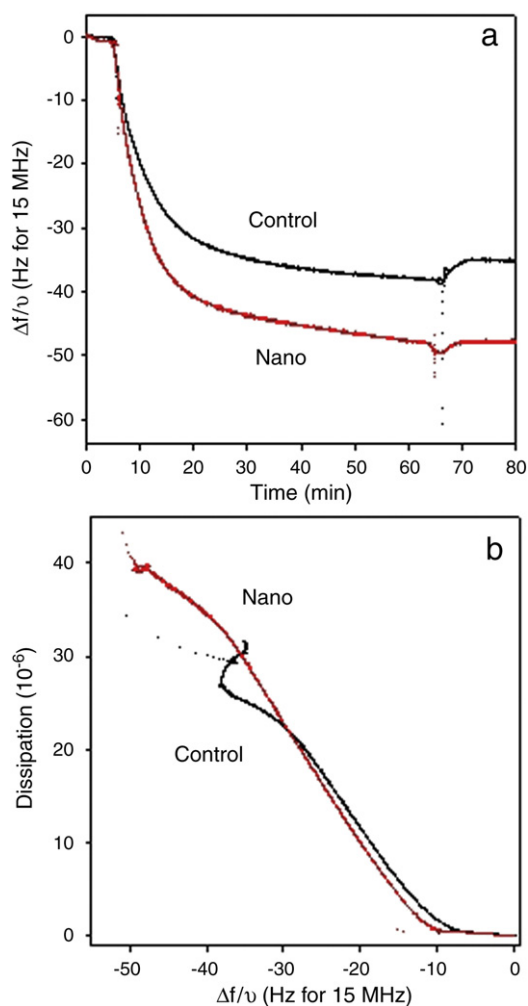 a
0
-10
-20
-30
-40
-50
-60
Δf/υ (Hz for 15 MHz)
Control
Nano
0 10 20 30 40 50 60 70 80
Time (min)
b
40
30
20
10
0
Dissipation (10⁻⁶)
Nano
Control
-50 -40 -30 -20 -10 0
Δf/υ (Hz for 15 MHz)